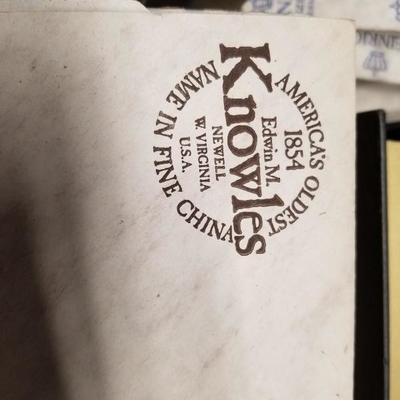 AMERICA'S OLDEST
NAME IN FINE CHINA
1854
Edwin M.
Knowles
NEWELL
W. VIRGINIA
U.S.A.